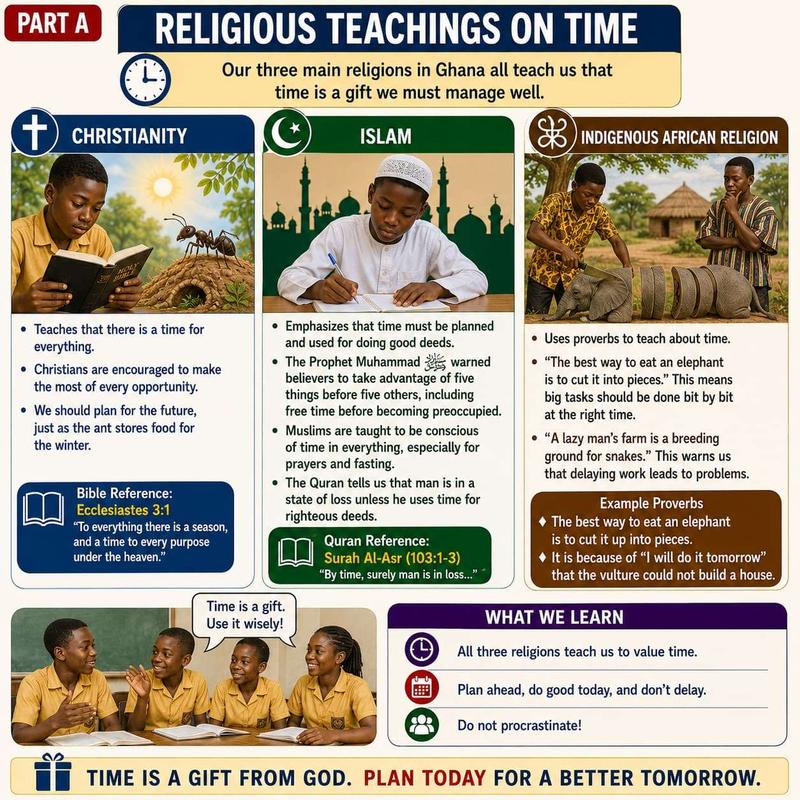 PART A
RELIGIOUS TEACHINGS ON TIME
Our three main religions in Ghana all teach us that
time is a gift we must manage well.
CHRISTIANITY
HOLY
• Teaches that there is a time for
everything.
• Christians are encouraged to make
the most of every opportunity.
• We should plan for the future,
just as the ant stores food for
the winter.
Bible Reference:
Ecclesiastes 3:1
"To everything there is a season,
and a time to every purpose
under the heaven."
ISLAM
• Emphasizes that time must be planned
and used for doing good deeds.
• The Prophet Muhammad ﷺ warned
believers to take advantage of five
things before five others, including
free time before becoming preoccupied.
• Muslims are taught to be conscious
of time in everything, especially for
prayers and fasting.
• The Quran tells us that man is in a
state of loss unless he uses time for
righteous deeds.
Quran Reference:
Surah Al-Asr (103:1-3)
"By time, surely man is in loss..."
INDIGENOUS AFRICAN RELIGION
• Uses proverbs to teach about time.
• "The best way to eat an elephant
is to cut it into pieces." This means
big tasks should be done bit by bit
at the right time.
• "A lazy man's farm is a breeding
ground for snakes." This warns us
that delaying work leads to problems.
Example Proverbs
♦ The best way to eat an elephant
is to cut it up into pieces.
♦ It is because of "I will do it tomorrow"
that the vulture could not build a house.
Time is a gift.
Use it wisely!
WHAT WE LEARN
All three religions teach us to value time.
Plan ahead, do good today, and don't delay.
Do not procrastinate!
TIME IS A GIFT FROM GOD. PLAN TODAY FOR A BETTER TOMORROW.